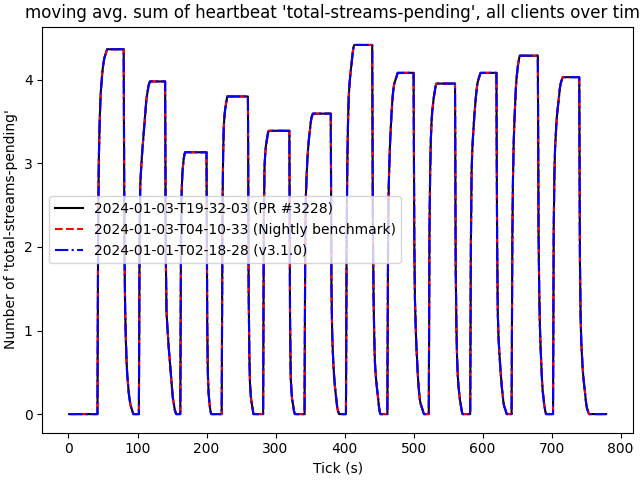 moving avg. sum of heartbeat 'total-streams-pending', all clients over tim
Number of 'total-streams-pending'
4
3
2
1
0
2024-01-03-T19-32-03 (PR #3228)
2024-01-03-T04-10-33 (Nightly benchmark)
2024-01-01-T02-18-28 (v3.1.0)
0 100 200 300 400 500 600 700 800
Tick (s)